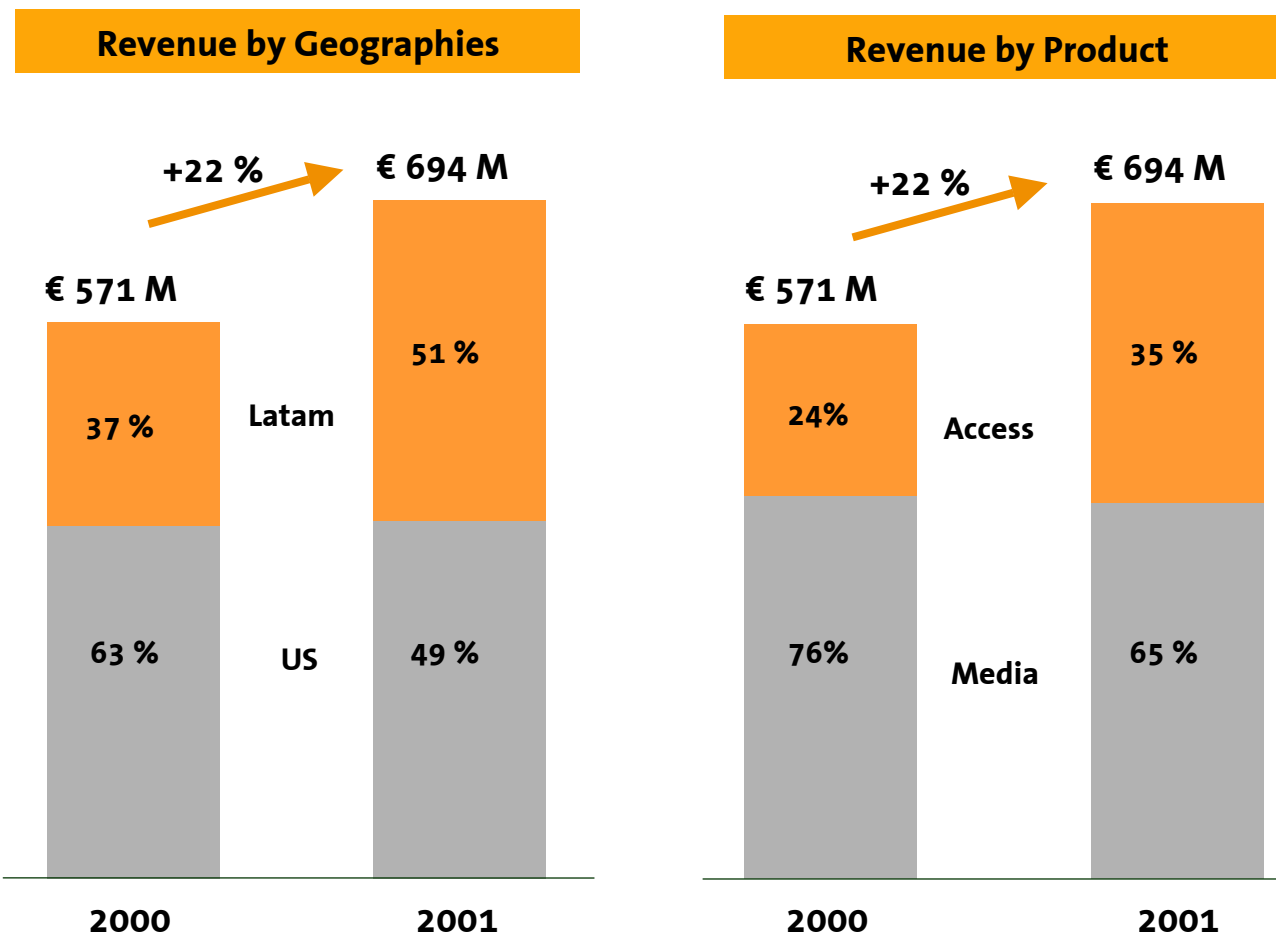 Revenue by Geographies
+22 %
€ 694 M
€ 571 M
51 %
37 %
Latam
63 %
US
49 %
2000
2001
Revenue by Product
+22 %
€ 694 M
€ 571 M
35 %
24%
Access
76%
Media
65 %
2000
2001